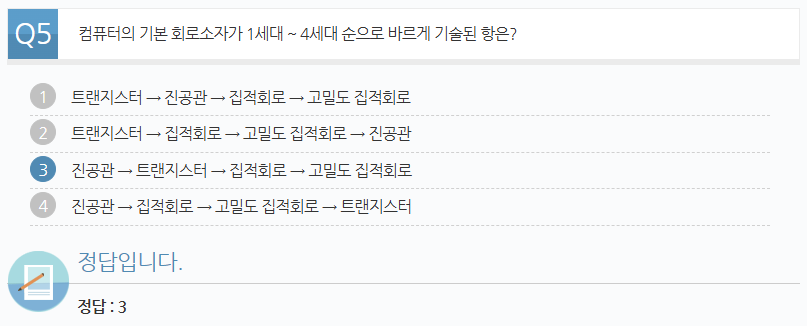 Q5 컴퓨터의 기본 회로소자가 1세대 ~ 4세대 순으로 바르게 기술된 항은?
1 트랜지스터 → 진공관 → 집적회로 → 고밀도 집적회로
2 트랜지스터 → 집적회로 → 고밀도 집적회로 → 진공관
3 진공관 → 트랜지스터 → 집적회로 → 고밀도 집적회로
4 진공관 → 집적회로 → 고밀도 집적회로 → 트랜지스터
정답입니다.
정답 : 3